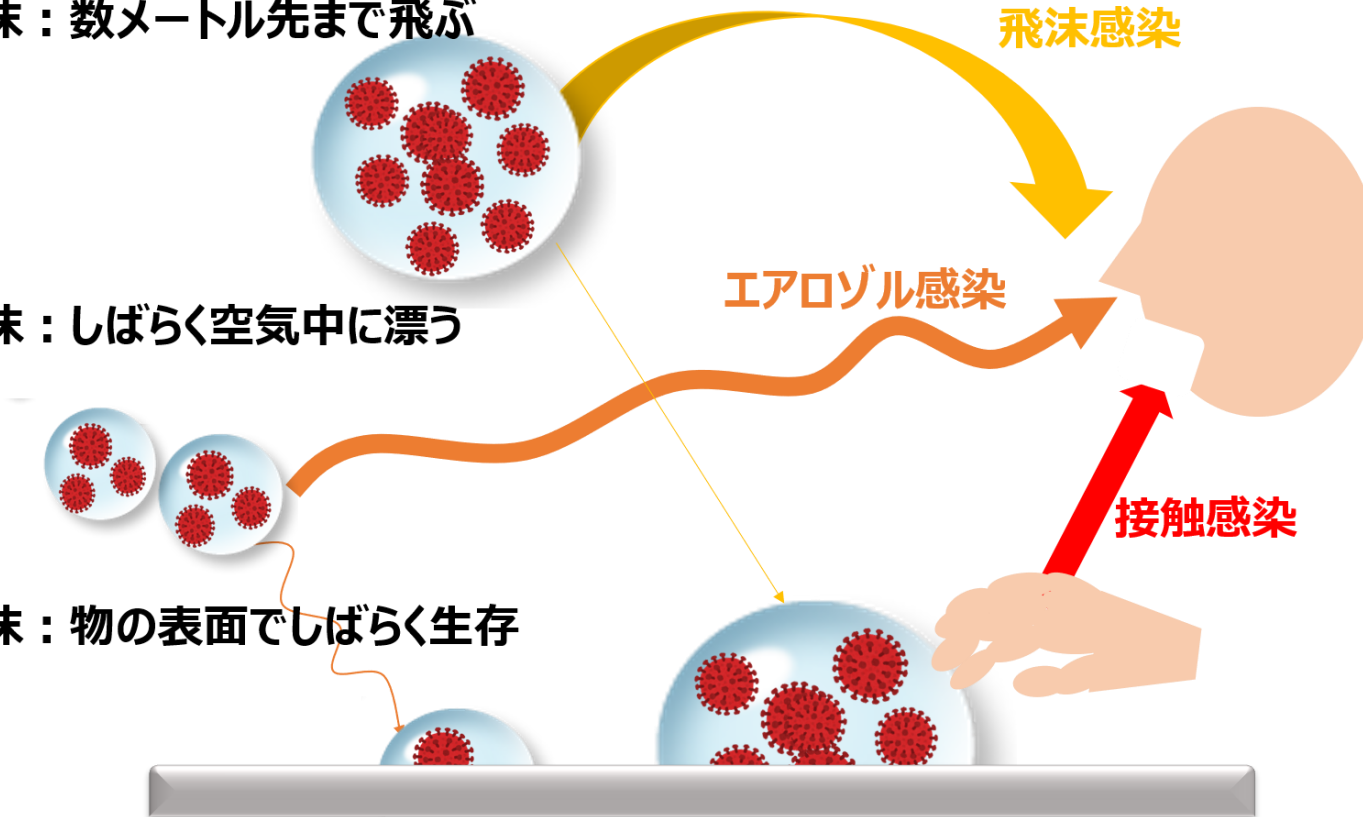 沫：数メートル先まで飛ぶ
飛沫感染
エアロゾル感染
沫：しばらく空気中に漂う
接触感染
沫：物の表面でしばらく生存